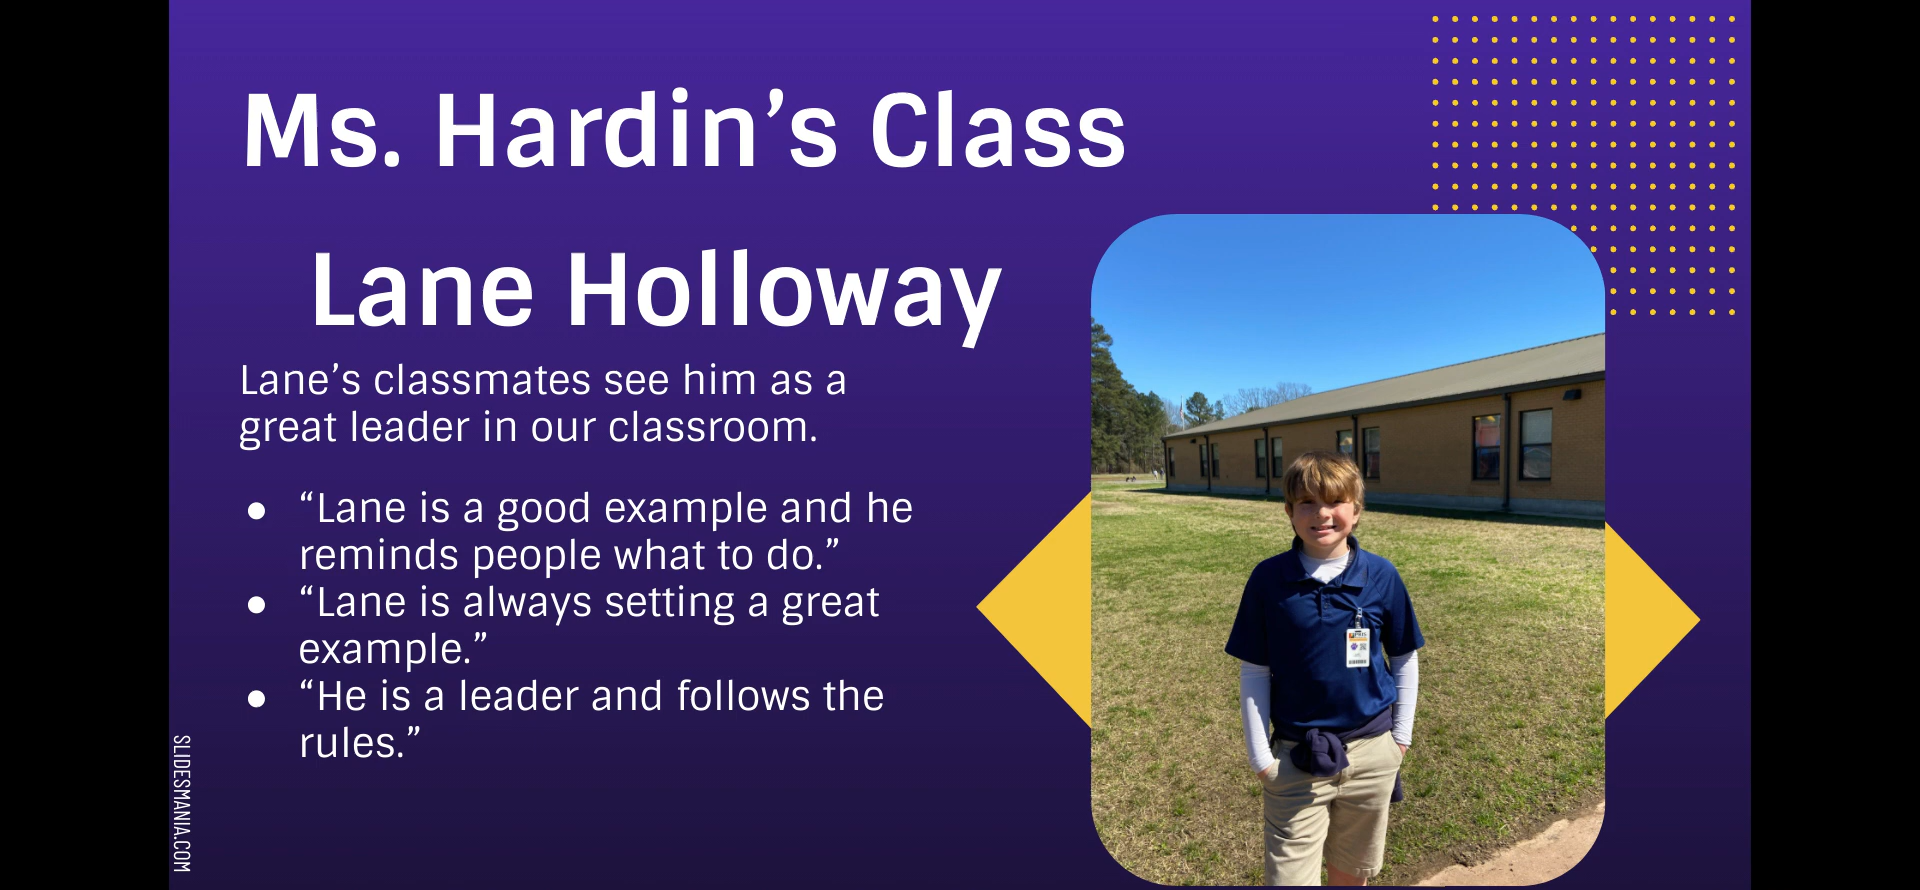 Ms. Hardin’s Class
Lane Holloway
Lane’s classmates see him as a
great leader in our classroom.
● “Lane is a good example and he
reminds people what to do.”
● “Lane is always setting a great
example.”
● “He is a leader and follows the
rules.”
SLIDESMANIA.COM